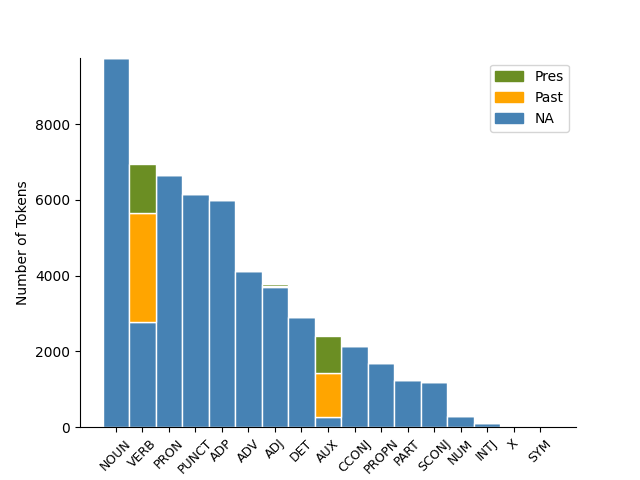 Pres
Past
NA
8000
6000
4000
2000
0
Number of Tokens
NOUN
VERB
PRON
PUNCT
ADP
ADV
ADJ
DET
AUX
CCONJ
PROPN
PART
SCONJ
NUM
INTJ
X
SYM